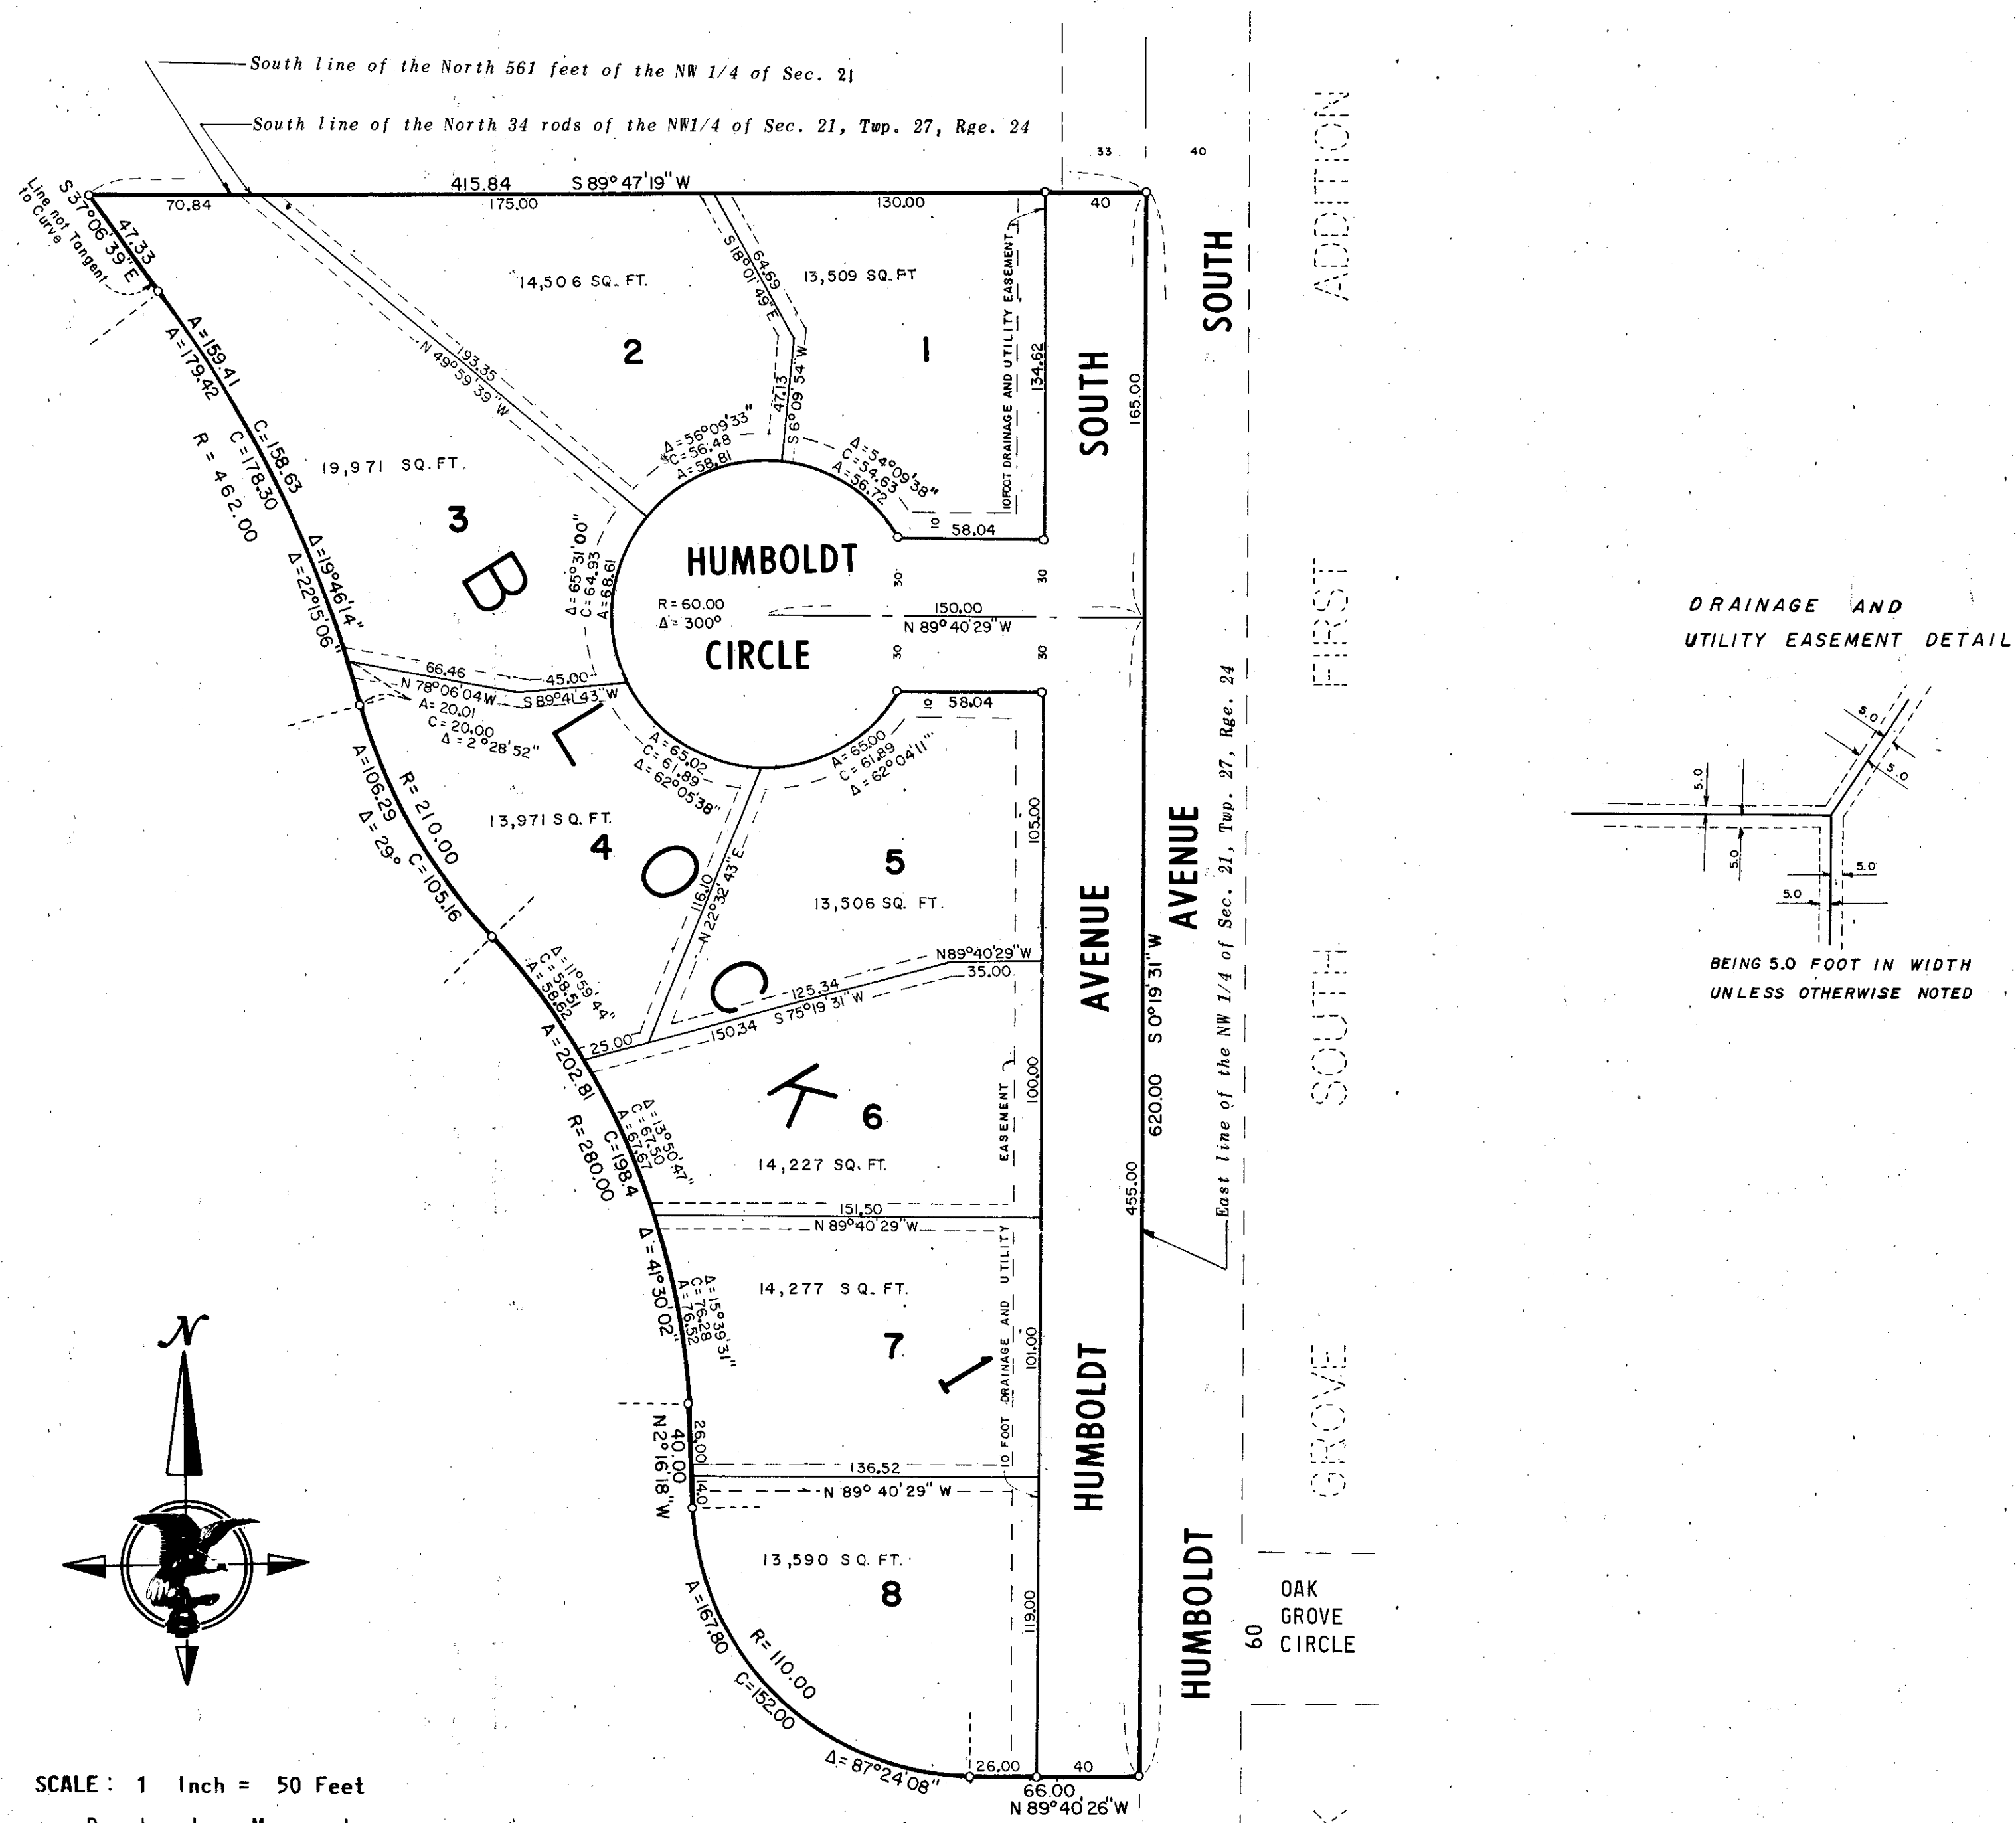 South line of the North 561 feet of the NW 1/4 of Sec. 21
South line of the North 34 rods of the NW1/4 of Sec. 21, Twp. 27, Rge. 24
33
40
415.84
S 89° 47' 19" W
70.84
175.00
130.00
40
S 37° 06' 39" E
47.33
Line not Tangent
to Curve
A = 159.41
C = 158.63
Δ = 19° 46' 14"
A = 179.42
C = 178.30
Δ = 22° 15' 06"
R = 462.00
14,506 SQ. FT.
2
S 18° 01' 49" E
64.69
13,509 SQ. FT
1
10 FOOT DRAINAGE AND UTILITY EASEMENT
134.62
193.35
N 49° 59' 39" W
47.13
S 6° 09' 54" W
Δ = 56° 09' 33"
C = 56.48
A = 58.81
Δ = 54° 09' 38"
C = 54.63
A = 56.72
19,971 SQ. FT.
3
10
58.04
Δ = 65° 31' 00"
C = 64.93
A = 68.61
HUMBOLDT
CIRCLE
R = 60.00
Δ = 300°
30
30
150.00
N 89° 40' 29" W
30
30
66.46
N 78° 06' 04 W
45.00
S 89° 41' 43" W
A = 20.01
C = 20.00
Δ = 2° 28' 52"
10
58.04
A = 65.02
C = 61.89
Δ = 62° 05' 38"
A = 65.00
C = 61.89
Δ = 62° 04' 11"
A = 106.29
R = 210.00
Δ = 29°
C = 105.16
13,971 SQ. FT.
4
116.10
N 22° 32' 43" E
5
13,506 SQ. FT.
105.00
N 89° 40' 29" W
35.00
125.34
150.34
S 75° 19' 31" W
25.00
Δ = 11° 59' 44"
C = 58.51
A = 58.62
A = 202.81
R = 280.00
C = 198.4
Δ = 41° 30' 02"
Δ = 13° 50' 47"
C = 67.50
A = 67.67
6
14,227 SQ. FT.
100.00
151.50
N 89° 40' 29" W
Δ = 15° 39' 31"
C = 76.28
A = 76.52
14,277 SQ. FT.
7
101.00
10 FOOT DRAINAGE AND UTILITY EASEMENT
26.00
40.00
N 2° 16' 18" W
14.0
136.52
N 89° 40' 29" W
13,590 SQ. FT.
8
119.00
A = 167.80
R = 110.00
C = 152.00
Δ = 87° 24' 08"
26.00
40
66.00
N 89° 40' 26" W
BLOCK 1
HUMBOLDT AVENUE SOUTH
165.00
455.00
620.00 S 0° 19' 31" W
HUMBOLDT AVENUE SOUTH
East line of the NW 1/4 of Sec. 21, Twp. 27, Rge. 24
GROVE SOUTH FIRST ADDITION
60
OAK
GROVE
CIRCLE
DRAINAGE AND
UTILITY EASEMENT DETAIL
5.0
5.0
5.0
5.0
5.0
5.0
BEING 5.0 FOOT IN WIDTH
UNLESS OTHERWISE NOTED
N
SCALE : 1 Inch = 50 Feet